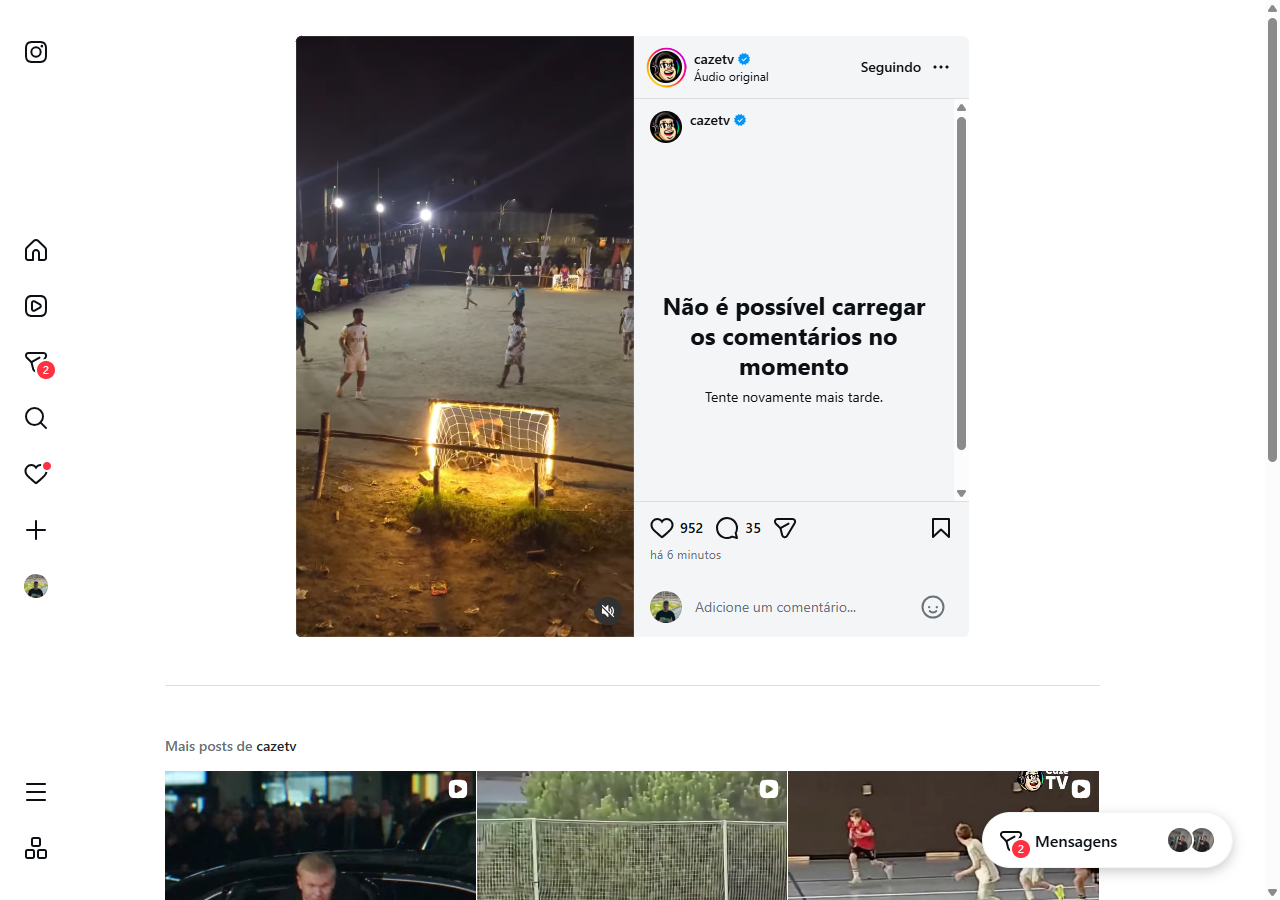 cazetv
Áudio original
Seguindo
cazetv
Não é possível carregar
os comentários no
momento
Tente novamente mais tarde.
952
35
há 6 minutos
Adicione um comentário...
2
Mais posts de cazetv
TV
2
Mensagens